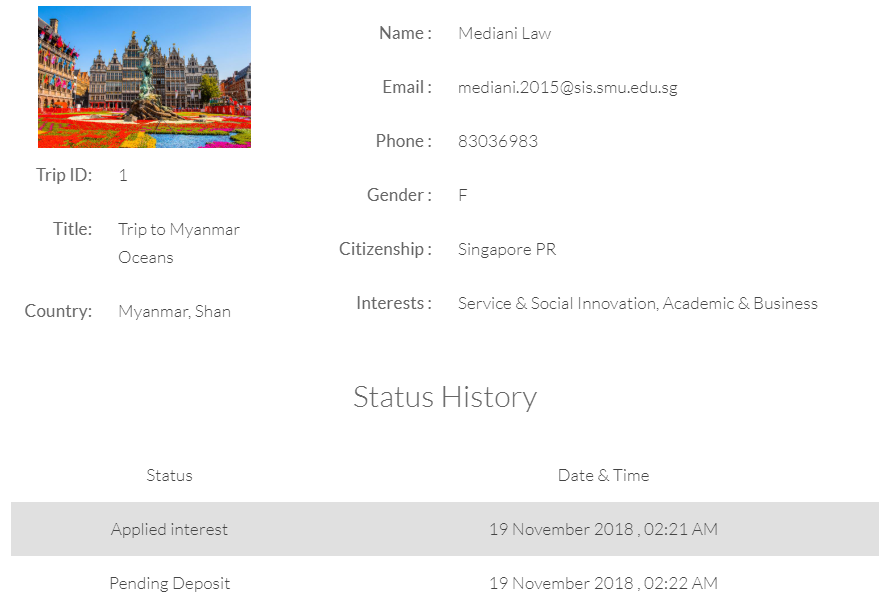 Trip ID: 1
Title: Trip to Myanmar
Oceans
Country: Myanmar, Shan
Name : Mediani Law
Email : mediani.2015@sis.smu.edu.sg
Phone : 83036983
Gender : F
Citizenship : Singapore PR
Interests : Service & Social Innovation, Academic & Business
Status History
Status Date & Time
Applied interest 19 November 2018 , 02:21 AM
Pending Deposit 19 November 2018 , 02:22 AM